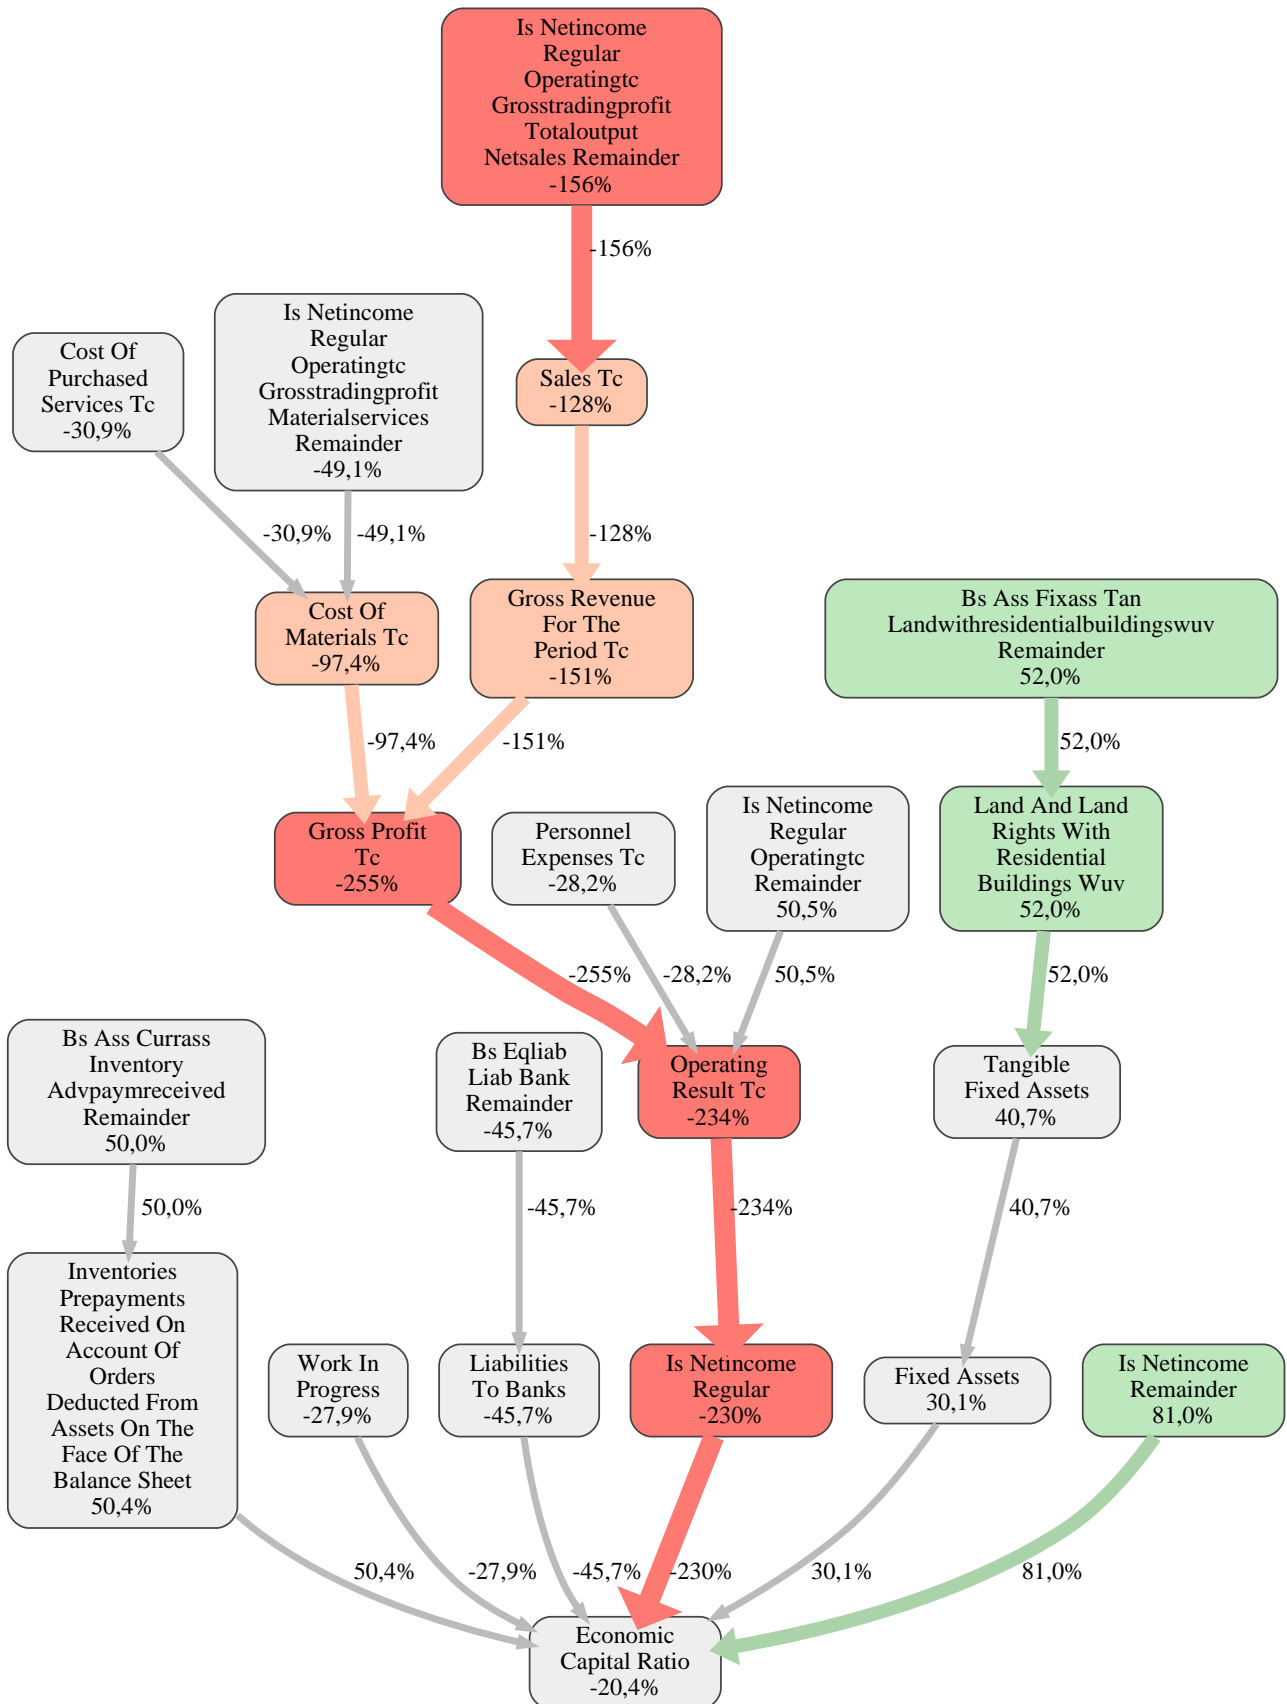 Is Netincome
Regular
Operatingtc
Grosstradingprofit
Totaloutput
Netsales Remainder
-156%
-156%
Cost Of
Purchased
Services Tc
-30,9%
Is Netincome
Regular
Operatingtc
Grosstradingprofit
Materialservices
Remainder
-49,1%
Sales Tc
-128%
-30,9%
-49,1%
-128%
Cost Of
Materials Tc
-97,4%
Gross Revenue
For The
Period Tc
-151%
Bs Ass Fixass Tan
Landwithresidentialbuildingswuv
Remainder
52,0%
-97,4%
-151%
52,0%
Gross Profit
Tc
-255%
Personnel
Expenses Tc
-28,2%
Is Netincome
Regular
Operatingtc
Remainder
50,5%
Land And Land
Rights With
Residential
Buildings Wuv
52,0%
-255%
-28,2%
50,5%
52,0%
Bs Ass Currass
Inventory
Advpaymreceived
Remainder
50,0%
Bs Eqliab
Liab Bank
Remainder
-45,7%
Operating
Result Tc
-234%
Tangible
Fixed Assets
40,7%
50,0%
-45,7%
-234%
40,7%
Inventories
Prepayments
Received On
Account Of
Orders
Deducted From
Assets On The
Face Of The
Balance Sheet
50,4%
Work In
Progress
-27,9%
Liabilities
To Banks
-45,7%
Is Netincome
Regular
-230%
Fixed Assets
30,1%
Is Netincome
Remainder
81,0%
50,4%
-27,9%
-45,7%
-230%
30,1%
81,0%
Economic
Capital Ratio
-20,4%